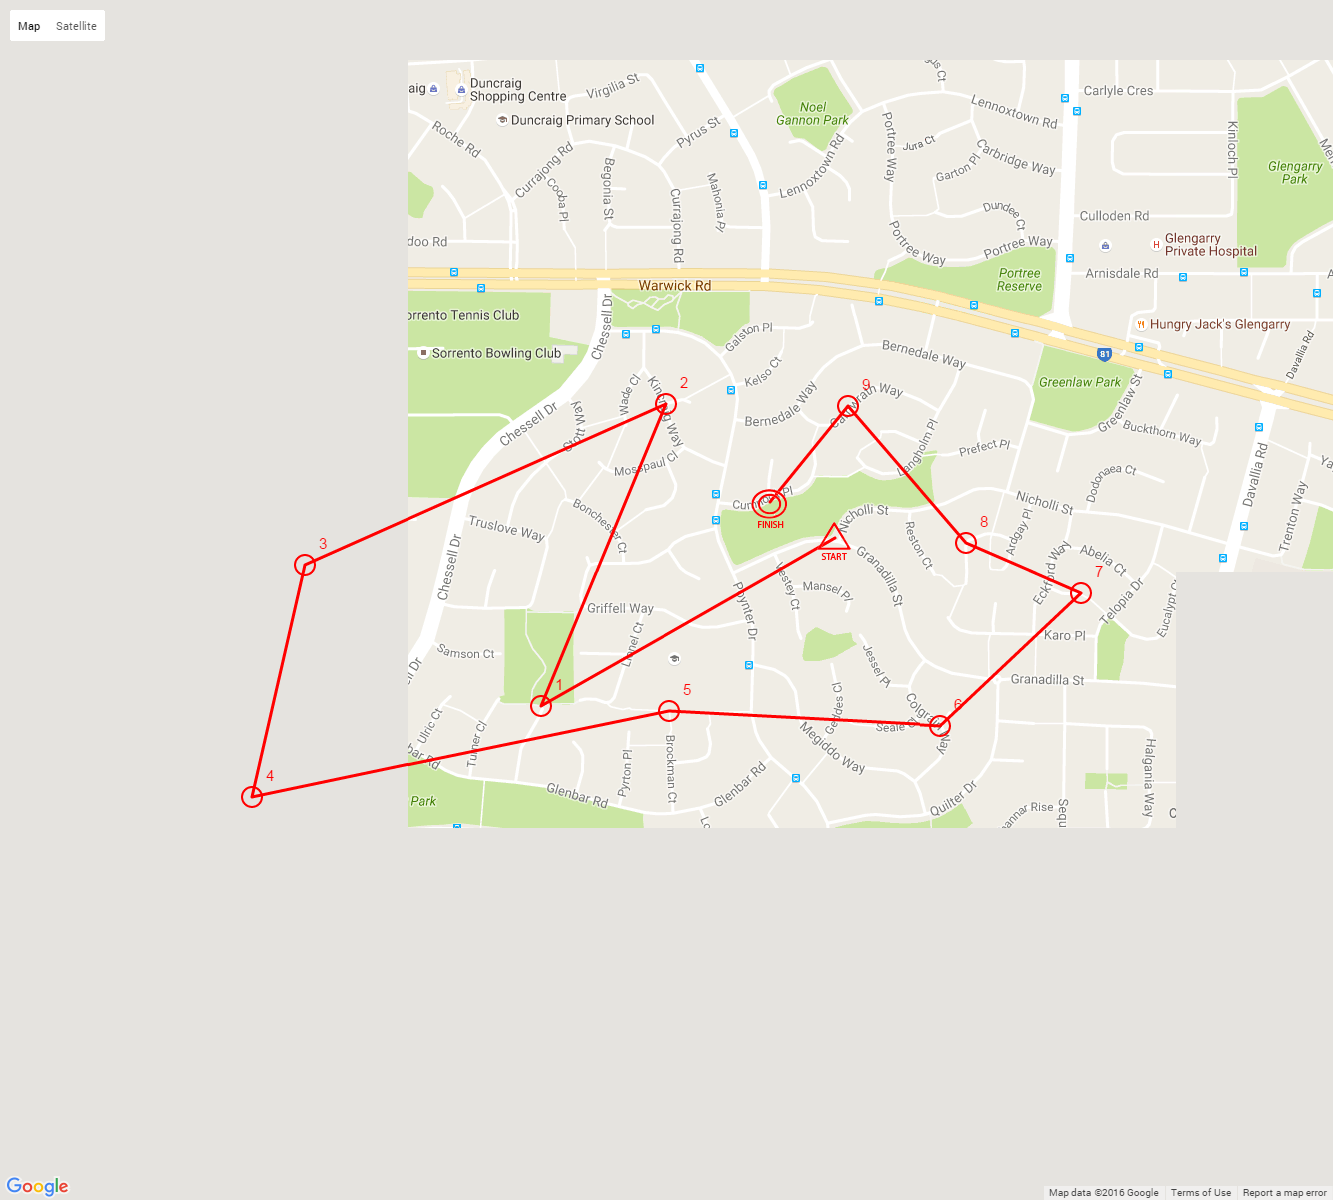 Map
Satellite
aig
Duncraig
Shopping Centre
Virgilia St
us Ct
Carlyle Cres
Noel
Gannon Park
Lennoxtown Rd
Duncraig Primary School
Roche Rd
Pyrus St
Portree Way
Jura Ct
Kinloch Pl
Currajong Rd
Lennoxtown Rd
Carbridge Way
Garton Pl
Glengarry
Park
Begonia St
Cooba Pl
Mahonia Pl
Currajong Rd
Dundee Ct
Culloden Rd
doo Rd
Portree Way
Portree Way
Glengarry
Private Hospital
Portree
Reserve
Arnisdale Rd
A
Warwick Rd
orrento Tennis Club
Chessell Dr
Galston Pl
Hungry Jack's Glengarry
Sorrento Bowling Club
Bernedale Way
81
Davallia Rd
Kelso Ct
Wade Cl
Kincraig Way
2
9
Greenlaw Park
Greenlaw St
Chessell Dr
Stott Way
Bernedale Way
Langholm Pl
Buckthorn Way
Prefect Pl
Mosspaul Cl
Dodonaea Ct
Davallia Rd
Ya
Nicholli St
Trenton Way
Bonchester Ct
Truslove Way
FINISH
Nicholli St
START
Reston Ct
8
Ardgay Pl
3
Chessell Dr
Granadilla St
Eckford Way
Abelia Ct
7
Vestey Ct
Mansel Pl
Telopia Dr
Griffell Way
Poynter Dr
Eucalypt C
Lionel Ct
Karo Pl
Samson Ct
ell Dr
Jessel Pl
Granadilla St
1
5
Geddes Cl
Colgrain Way
6
Ulric Ct
Turner Cl
Seale Cl
Megiddo Way
Halgania Way
bar Rd
Brockman Ct
Pyrton Pl
4
Glenbar Rd
Glenbar Rd
Quilter Dr
Park
annar Rise
Sequ
C
Lo
Google
Map data ©2016 Google
Terms of Use
Report a map error